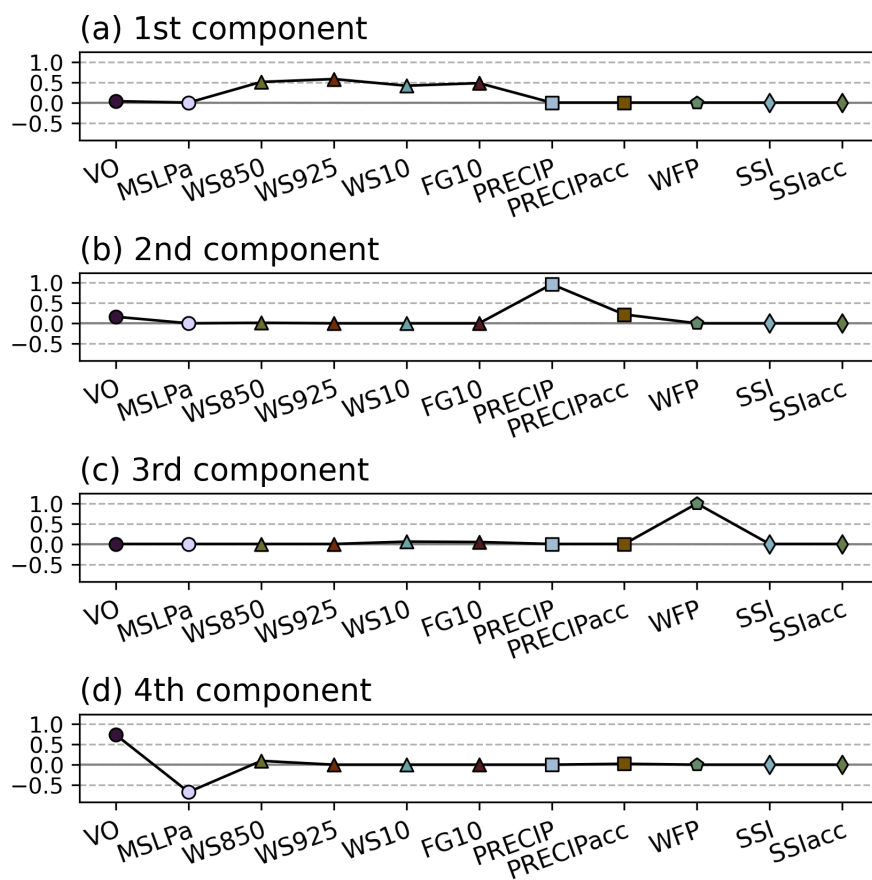 (a) 1st component
1.0
0.5
0.0
−0.5
VO MSLPa WS850 WS925 WS10 FG10 PRECIP PRECIPacc WFP SSI SSIacc
(b) 2nd component
1.0
0.5
0.0
−0.5
VO MSLPa WS850 WS925 WS10 FG10 PRECIP PRECIPacc WFP SSI SSIacc
(c) 3rd component
1.0
0.5
0.0
−0.5
VO MSLPa WS850 WS925 WS10 FG10 PRECIP PRECIPacc WFP SSI SSIacc
(d) 4th component
1.0
0.5
0.0
−0.5
VO MSLPa WS850 WS925 WS10 FG10 PRECIP PRECIPacc WFP SSI SSIacc